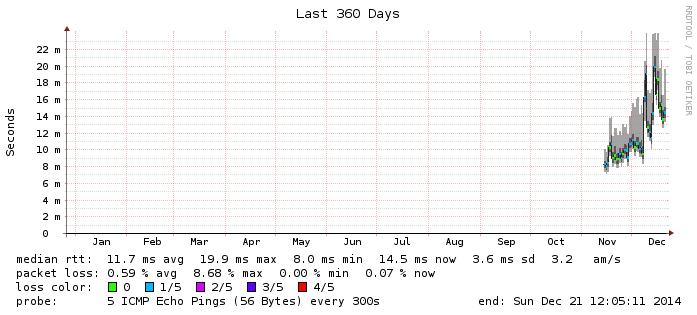 Last 360 Days
RRDTOOL / TOBI OETIKER
Seconds
22 m
20 m
18 m
16 m
14 m
12 m
10 m
8 m
6 m
4 m
2 m
0
Jan Feb Mar Apr May Jun Jul Aug Sep Oct Nov Dec
median rtt: 11.7 ms avg 19.9 ms max 8.0 ms min 14.5 ms now 3.6 ms sd 3.2 am/s
packet loss: 0.59 % avg 8.68 % max 0.00 % min 0.07 % now
loss color: 0 1/5 2/5 3/5 4/5
probe: 5 ICMP Echo Pings (56 Bytes) every 300s end: Sun Dec 21 12:05:11 2014